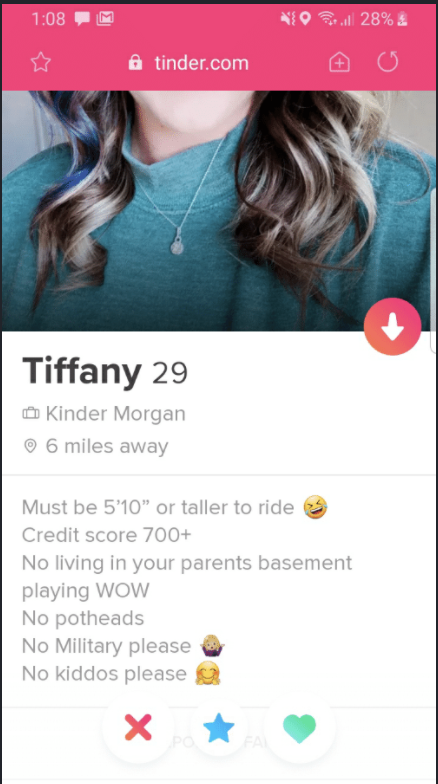 1:08 28%
tinder.com
Tiffany 29
Kinder Morgan
6 miles away
Must be 5’10” or taller to ride 🤣
Credit score 700+
No living in your parents basement
playing WOW
No potheads
No Military please 🤷🏼‍♀️
No kiddos please 🤗